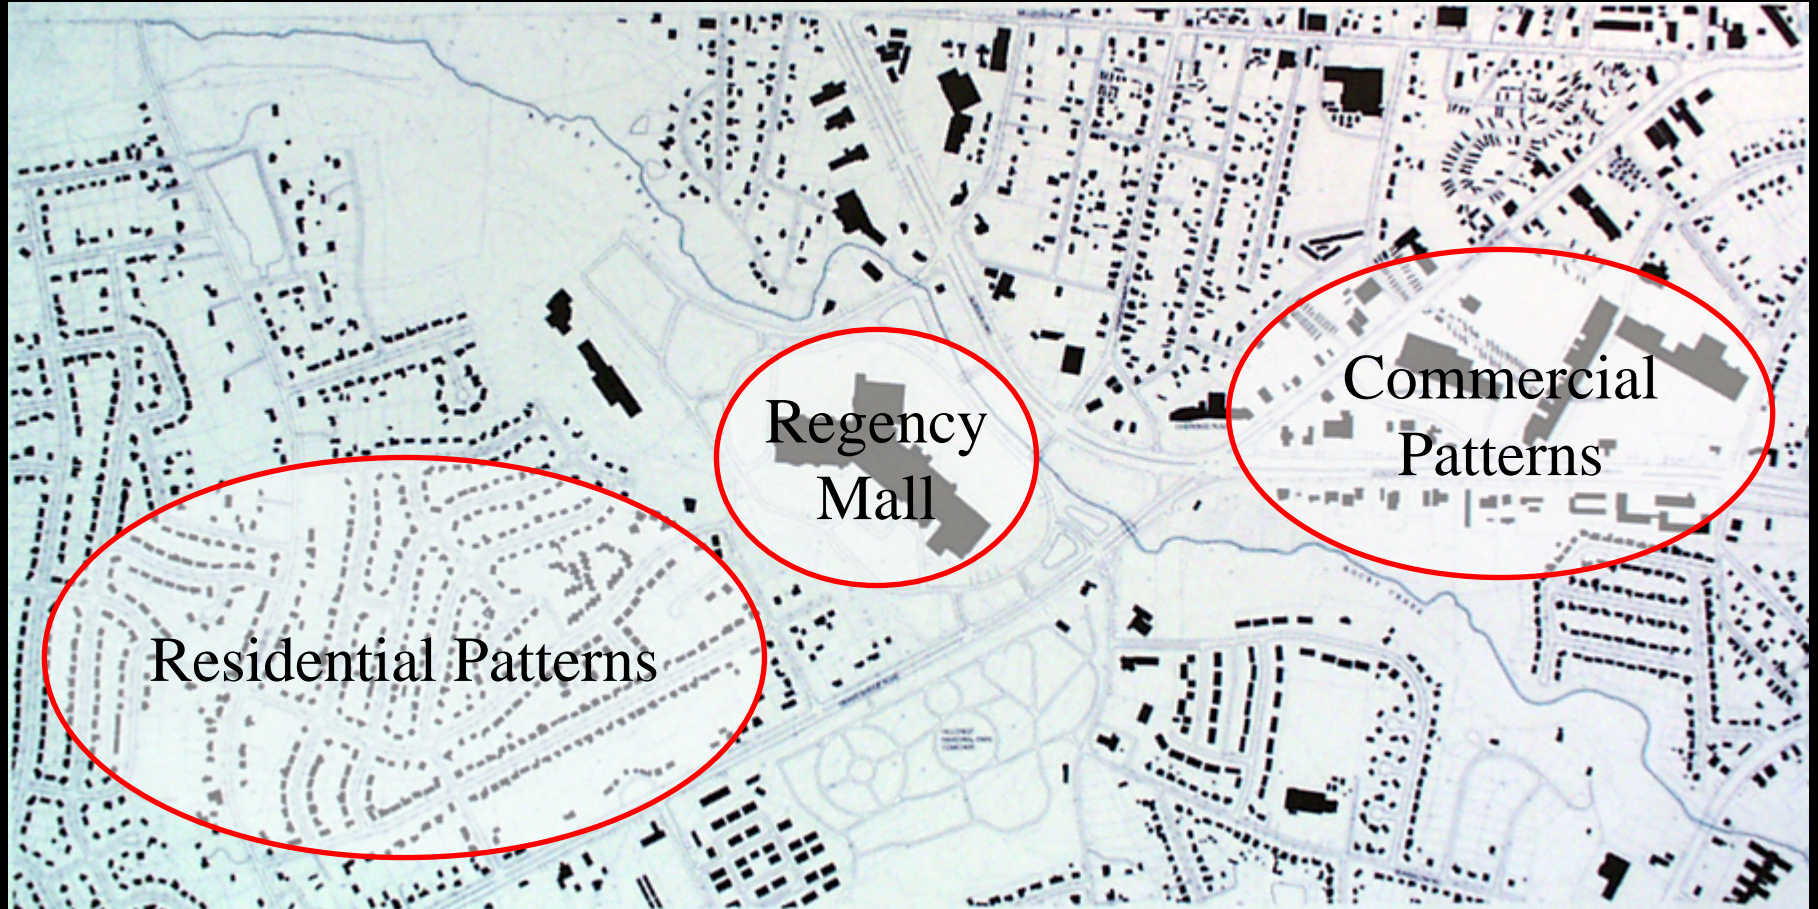 Regency
Mall
Commercial
Patterns
Residential Patterns